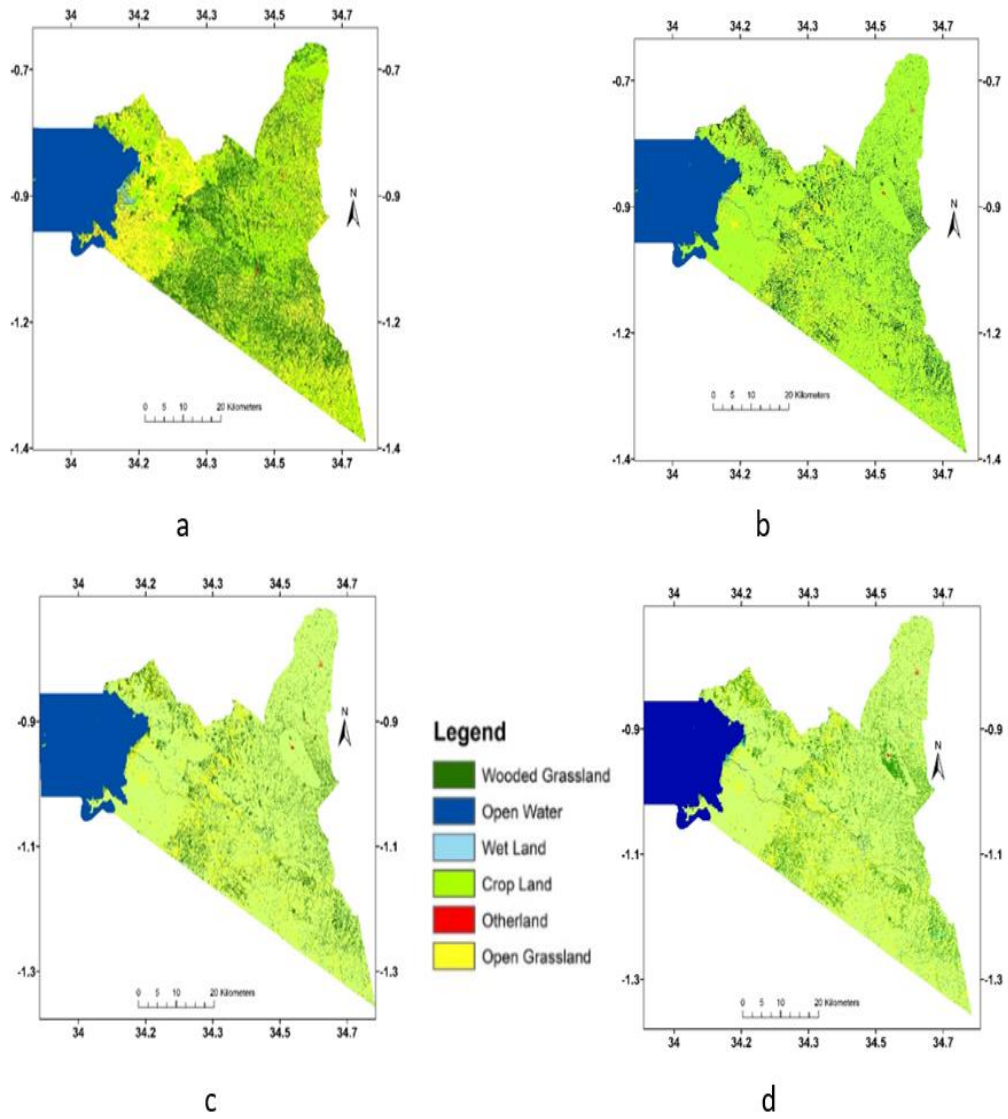 34 34.2 34.3 34.5 34.7
-0.7 -0.7
-0.9 -0.9
N
-1.2 -1.2
0 5 10 20 Kilometers
-1.4 -1.4
34 34.2 34.3 34.5 34.7
a
34 34.2 34.3 34.5 34.7
-0.7 -0.7
-0.9 -0.9
N
-1.2 -1.2
0 5 10 20 Kilometers
-1.4 -1.4
34 34.2 34.3 34.5 34.7
b
34 34.2 34.3 34.5 34.7
-0.9 -0.9
N
-1.1 -1.1
-1.3 -1.3
0 5 10 20 Kilometers
34 34.2 34.3 34.5 34.7
c
Legend
Wooded Grassland
Open Water
Wet Land
Crop Land
Otherland
Open Grassland
34 34.2 34.3 34.5 34.7
-0.9 -0.9
N
-1.1 -1.1
-1.3 -1.3
0 5 10 20 Kilometers
34 34.2 34.3 34.5 34.7
d